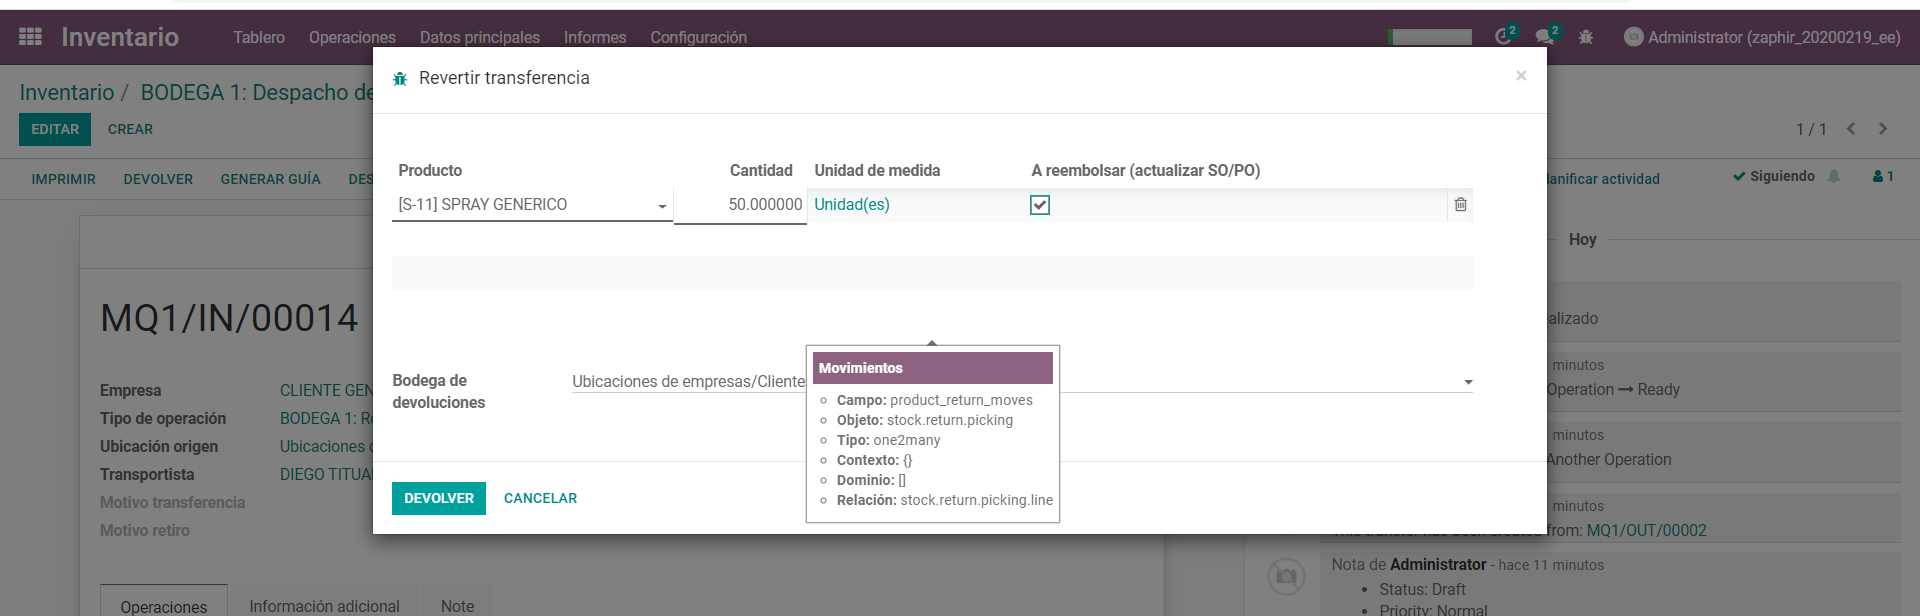 Inventario Tablero Operaciones Datos principales Informes Configuración 2 2 Administrator (zaphir_20200219_ee)
Inventario / BODEGA 1: Despacho de
EDITAR CREAR
1 / 1
IMPRIMIR DEVOLVER GENERAR GUÍA DES
lanificar actividad Siguiendo 1
Revertir transferencia ×
Producto Cantidad Unidad de medida A reembolsar (actualizar SO/PO)
[S-11] SPRAY GENERICO 50.000000 Unidad(es)
Bodega de
devoluciones
Ubicaciones de empresas/Cliente
Movimientos
Campo: product_return_moves
Objeto: stock.return.picking
Tipo: one2many
Contexto: {}
Dominio: []
Relación: stock.return.picking.line
DEVOLVER CANCELAR
MQ1/IN/00014
Empresa CLIENTE GEN
Tipo de operación BODEGA 1: Re
Ubicación origen Ubicaciones
Transportista DIEGO TITUA
Motivo transferencia
Motivo retiro
Operaciones Información adicional Note
Hoy
alizado
minutos
Operation → Ready
minutos
Another Operation
minutos
This transfer has been created from: MQ1/OUT/00002
Nota de Administrator - hace 11 minutos
Status: Draft
Priority: Normal